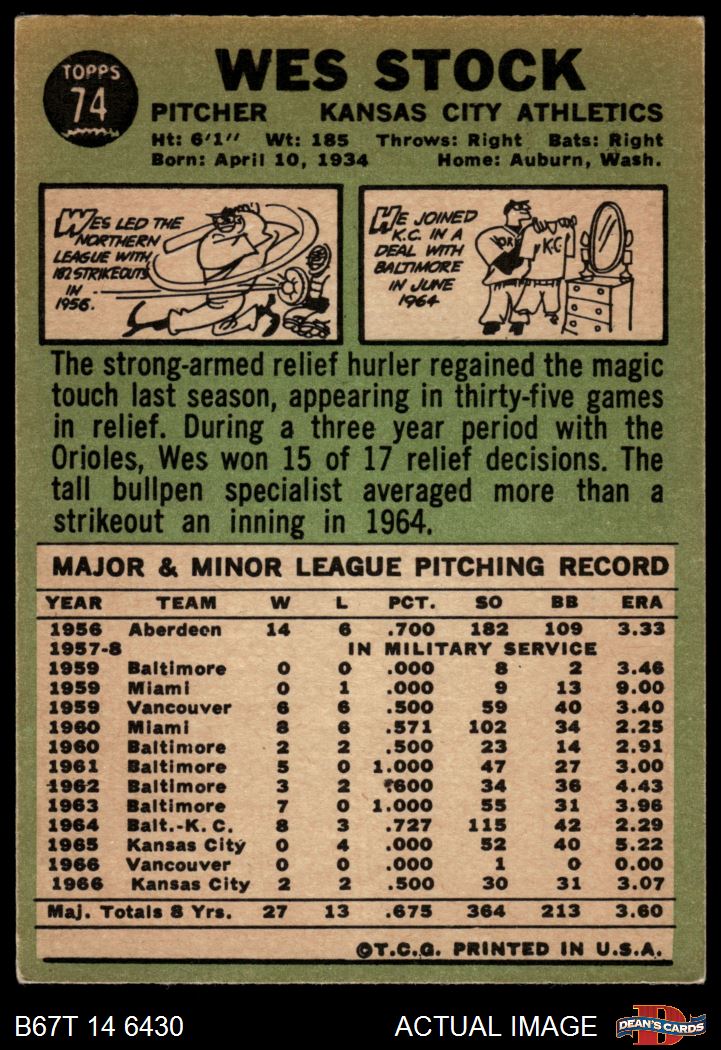 TOPPS
74
WES STOCK
PITCHER KANSAS CITY ATHLETICS
Ht: 6'1" Wt: 185 Throws: Right Bats: Right
Born: April 10, 1934 Home: Auburn, Wash.
WES LED THE
NORTHERN
LEAGUE WITH
182 STRIKEOUTS
IN
1956.
HE JOINED
K.C. IN A
DEAL WITH
BALTIMORE
IN JUNE
1964
K.C
The strong-armed relief hurler regained the magic
touch last season, appearing in thirty-five games
in relief. During a three year period with the
Orioles, Wes won 15 of 17 relief decisions. The
tall bullpen specialist averaged more than a
strikeout an inning in 1964.
MAJOR & MINOR LEAGUE PITCHING RECORD
YEAR TEAM W L PCT. SO BB ERA
1956 Aberdeen 14 6 .700 182 109 3.33
1957-8 IN MILITARY SERVICE
1959 Baltimore 0 0 .000 8 2 3.46
1959 Miami 0 1 .000 9 13 9.00
1959 Vancouver 6 6 .500 59 40 3.40
1960 Miami 8 6 .571 102 34 2.25
1960 Baltimore 2 2 .500 23 14 2.91
1961 Baltimore 5 0 1.000 47 27 3.00
1962 Baltimore 3 2 .600 34 36 4.43
1963 Baltimore 7 0 1.000 55 31 3.96
1964 Balt.-K.C. 8 3 .727 115 42 2.29
1965 Kansas City 0 4 .000 52 40 5.22
1966 Vancouver 0 0 .000 1 0 0.00
1966 Kansas City 2 2 .500 30 31 3.07
Maj. Totals 8 Yrs. 27 13 .675 364 213 3.60
©T.C.G. PRINTED IN U.S.A.
B67T 14 6430 ACTUAL IMAGE
DEAN'S CARDS